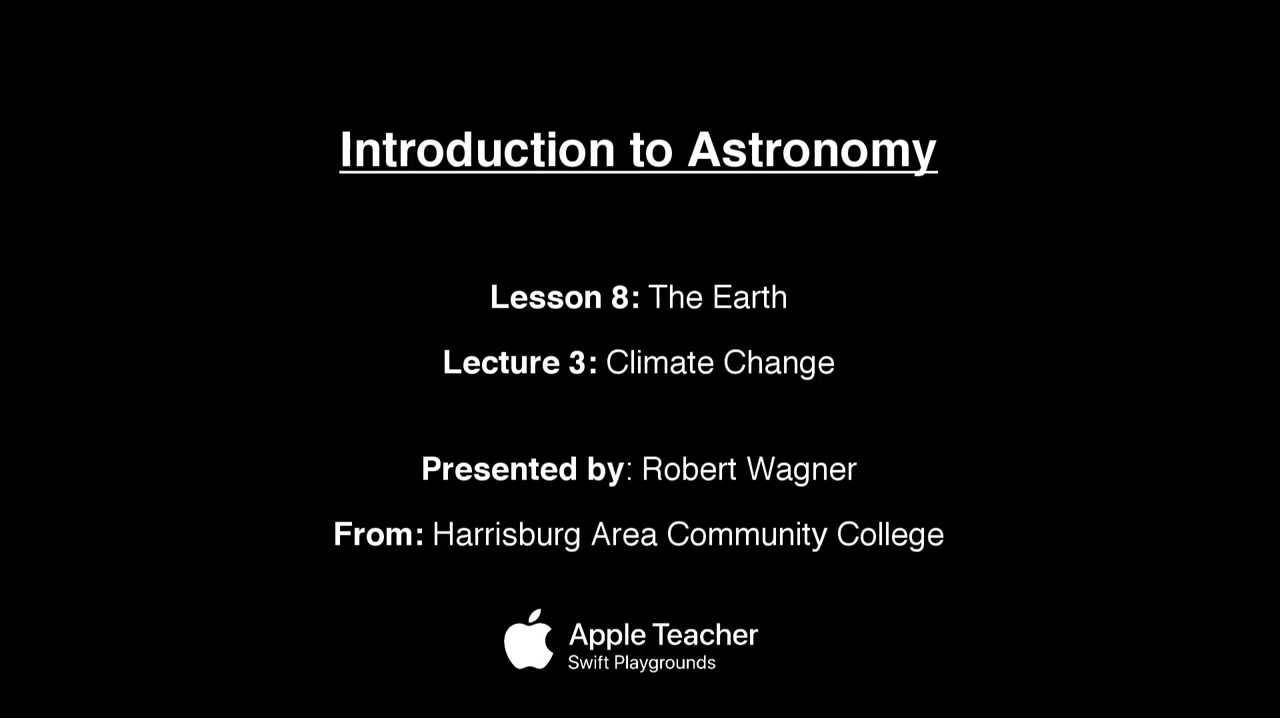 Introduction to Astronomy
Lesson 8: The Earth
Lecture 3: Climate Change
Presented by: Robert Wagner
From: Harrisburg Area Community College
Apple Teacher
Swift Playgrounds